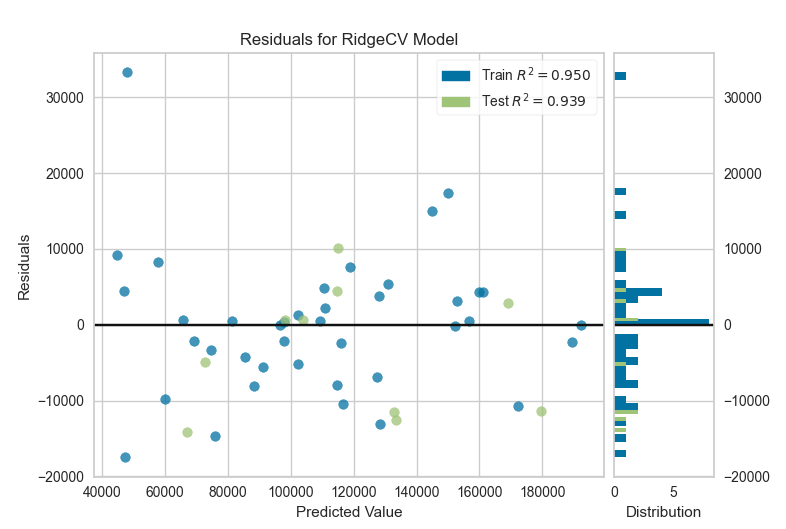 Residuals for RidgeCV Model
Train R² = 0.950
Test R² = 0.939
Residuals
30000
20000
10000
0
−10000
−20000
40000 60000 80000 100000 120000 140000 160000 180000
Predicted Value
30000
20000
10000
0
−10000
−20000
0 5
Distribution